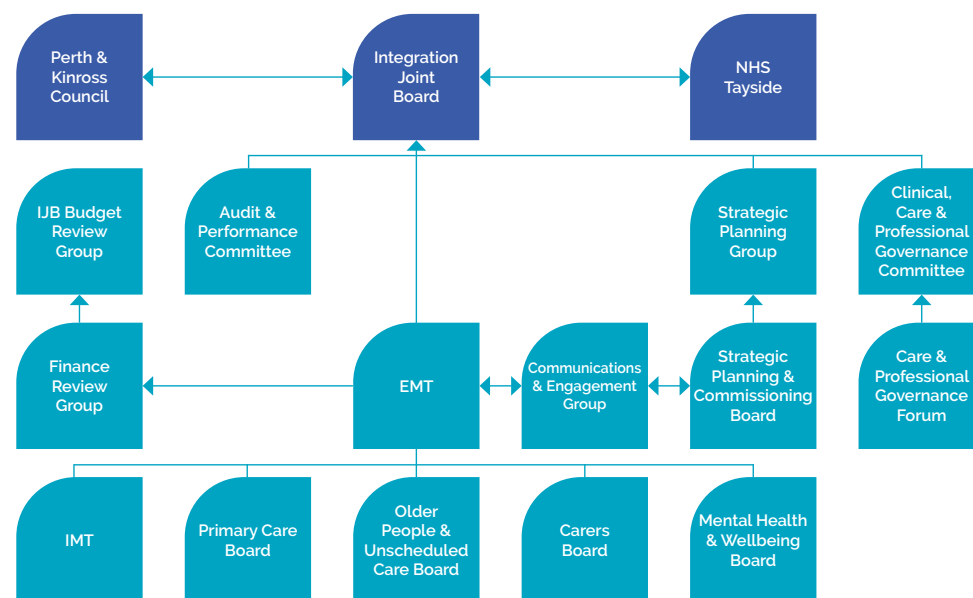 Perth &
Kinross
Council
Integration
Joint
Board
NHS
Tayside
IJB Budget
Review
Group
Audit &
Performance
Committee
Strategic
Planning
Group
Clinical,
Care &
Professional
Governance
Committee
Finance
Review
Group
EMT
Communications
& Engagement
Group
Strategic
Planning &
Commissioning
Board
Care &
Professional
Governance
Forum
IMT
Primary Care
Board
Older
People &
Unscheduled
Care Board
Carers
Board
Mental Health
& Wellbeing
Board